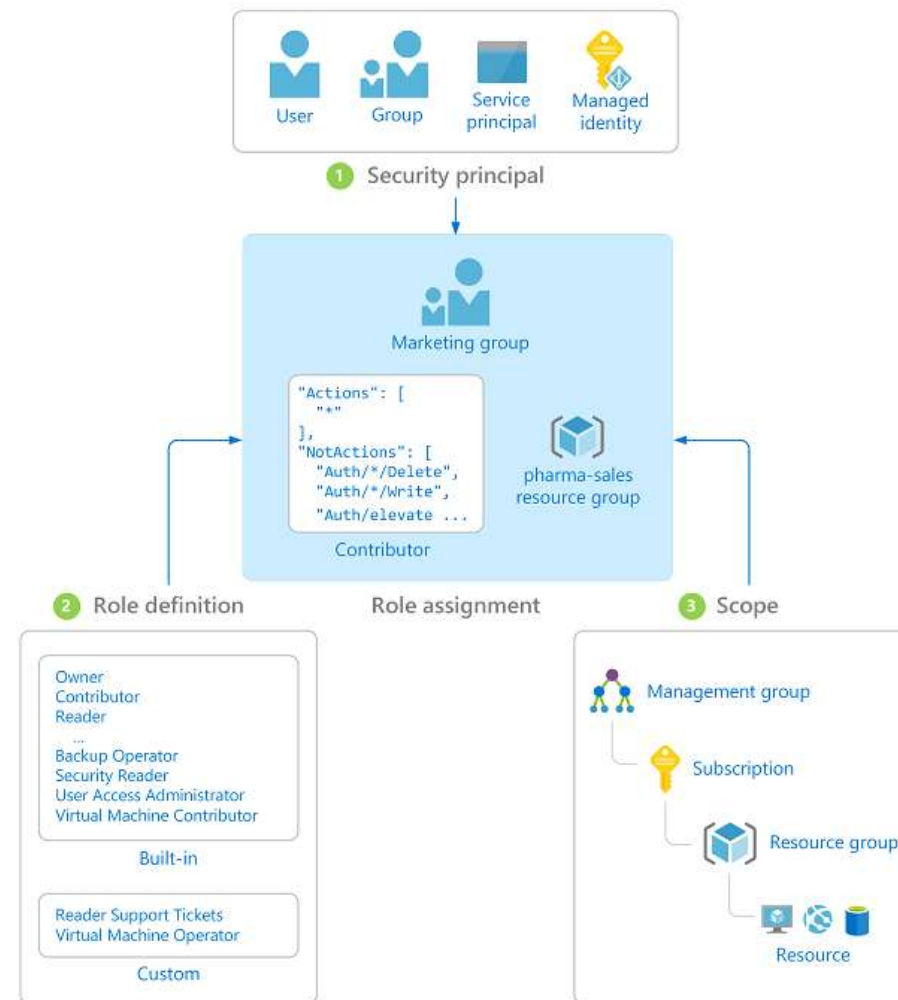 User
Group
Service
principal
Managed
identity
1 Security principal
Marketing group
"Actions": [
"*"
],
"NotActions": [
"Auth/*/Delete",
"Auth/*/Write",
"Auth/elevate ...
Contributor
pharma-sales
resource group
2 Role definition
Role assignment
3 Scope
Owner
Contributor
Reader
...
Backup Operator
Security Reader
User Access Administrator
Virtual Machine Contributor
Built-in
Reader Support Tickets
Virtual Machine Operator
Custom
Management group
Subscription
Resource group
Resource